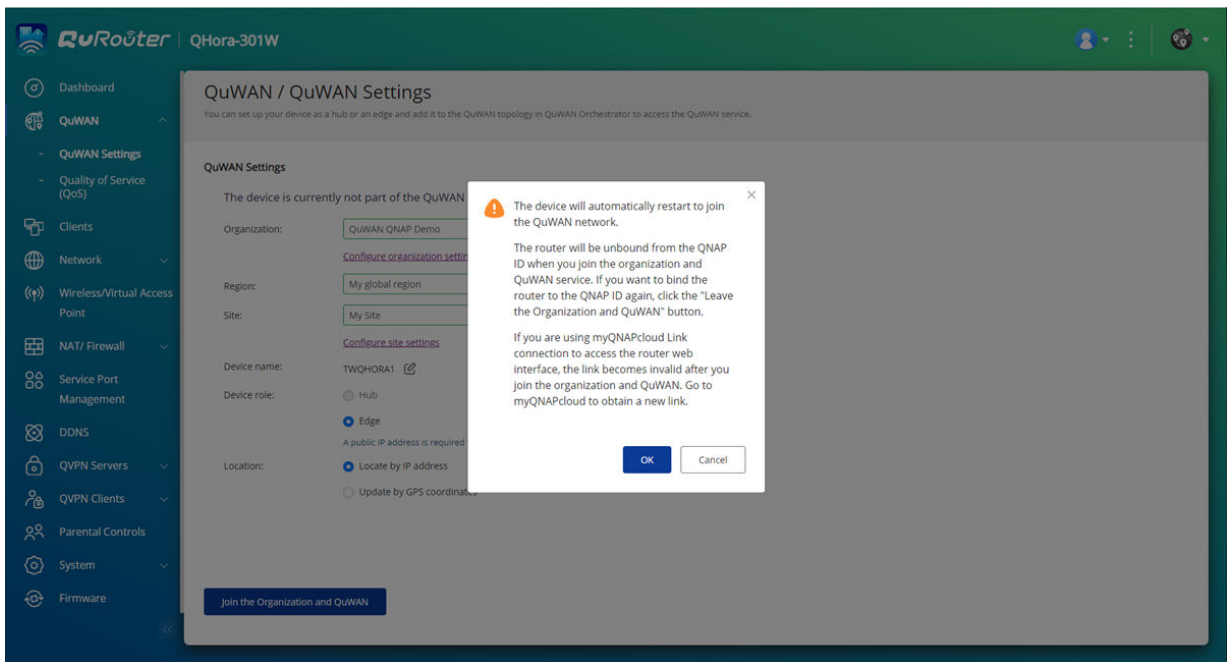 QuRoûter | QHora-301W
Dashboard
QuWAN
- QuWAN Settings
- Quality of Service
(QoS)
Clients
Network
Wireless/Virtual Access
Point
NAT/ Firewall
Service Port
Management
DDNS
QVPN Servers
QVPN Clients
Parental Controls
System
Firmware
QuWAN / QuWAN Settings
You can set up your device as a hub or an edge and add it to the QuWAN topology in QuWAN Orchestrator to access the QuWAN service.
QuWAN Settings
The device is currently not part of the QuWAN
Organization:
QuWAN QNAP Demo
Configure organization settin
Region:
My global region
Site:
My Site
Configure site settings
Device name:
TWQHORA1
Device role:
Hub
Edge
A public IP address is required
Location:
Locate by IP address
Update by GPS coordinates
Join the Organization and QuWAN
The device will automatically restart to join
the QuWAN network.
The router will be unbound from the QNAP
ID when you join the organization and
QuWAN service. If you want to bind the
router to the QNAP ID again, click the "Leave
the Organization and QuWAN" button.
If you are using myQNAPcloud Link
connection to access the router web
interface, the link becomes invalid after you
join the organization and QuWAN. Go to
myQNAPcloud to obtain a new link.
OK
Cancel